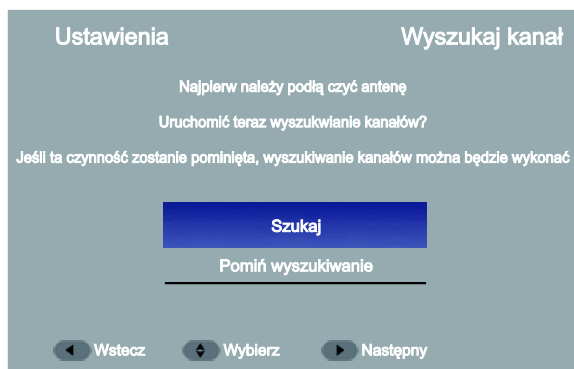 Ustawienia Wyszukaj kanał
Najpierw należy podłą czyć antenę
Uruchomić teraz wyszukwianie kanałów?
Jeśli ta czynność zostanie pominięta, wyszukiwanie kanałów można będzie wykonać
Szukaj
Pomiń wyszukiwanie
Wstecz Wybierz Następny